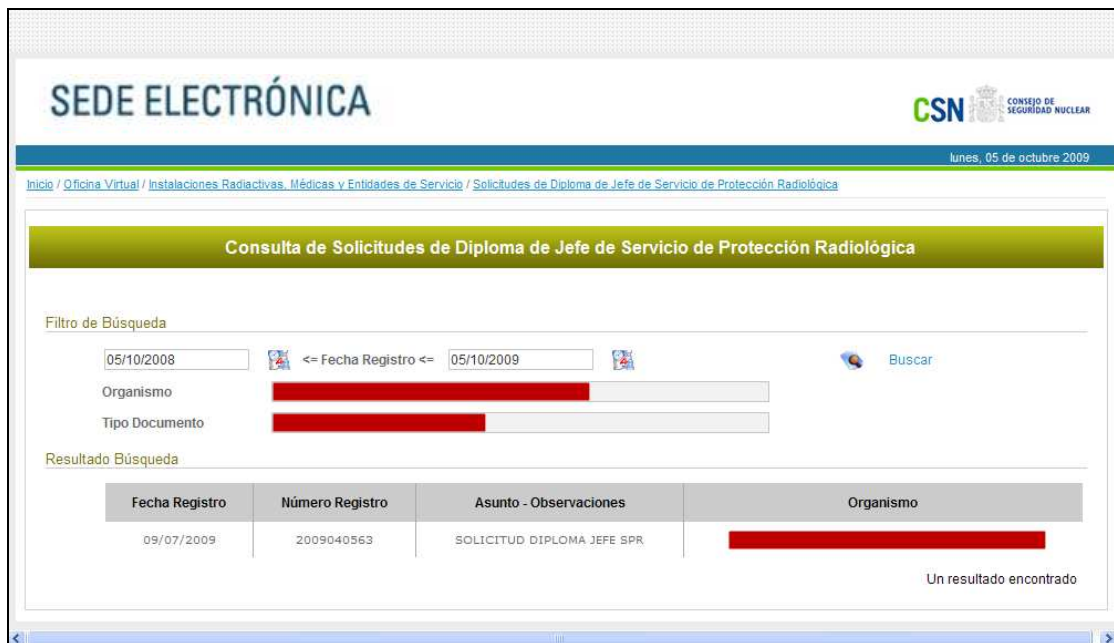 SEDE ELECTRÓNICA
CSN CONSEJO DE
SEGURIDAD NUCLEAR
lunes, 05 de octubre 2009
Inicio / Oficina Virtual / Instalaciones Radiactivas, Médicas y Entidades de Servicio / Solicitudes de Diploma de Jefe de Servicio de Protección Radiológica
Consulta de Solicitudes de Diploma de Jefe de Servicio de Protección Radiológica
Filtro de Búsqueda
05/10/2008 <= Fecha Registro <= 05/10/2009 Buscar
Organismo
Tipo Documento
Resultado Búsqueda
Fecha Registro Número Registro Asunto - Observaciones Organismo
09/07/2009 2009040563 SOLICITUD DIPLOMA JEFE SPR
Un resultado encontrado